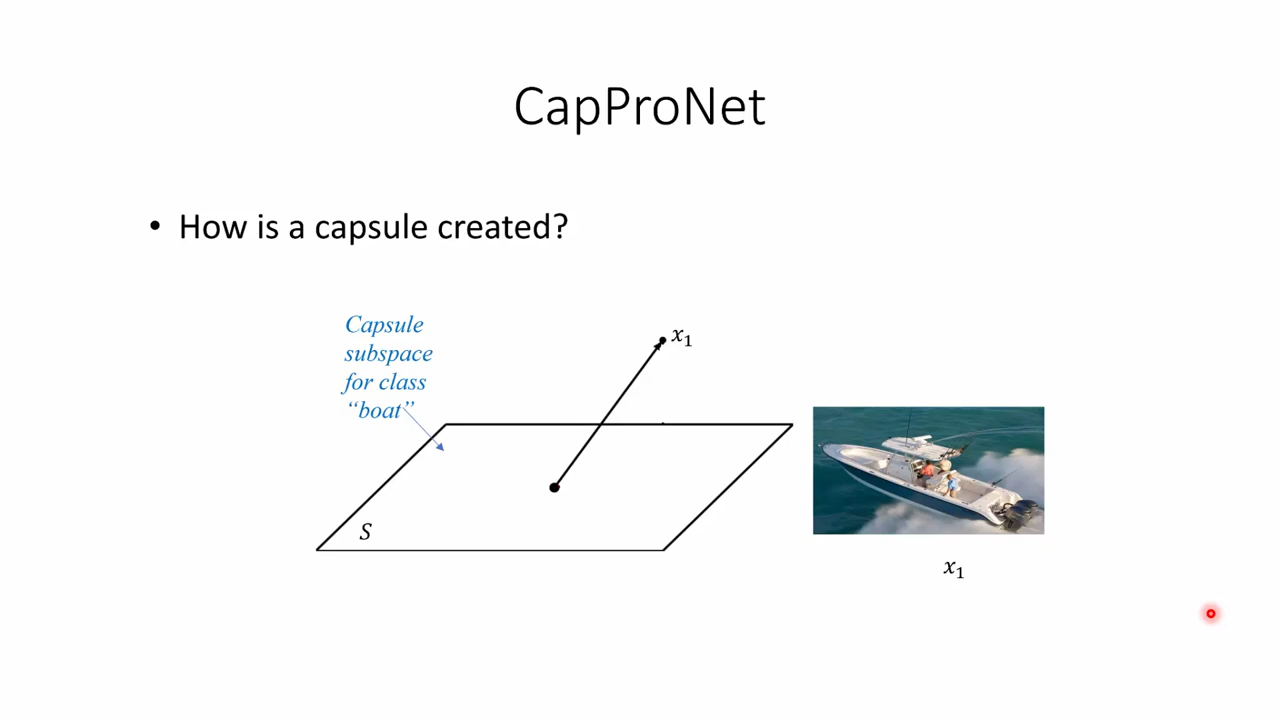 CapProNet
• How is a capsule created?
Capsule
subspace
for class
“boat”
x₁
S
x₁